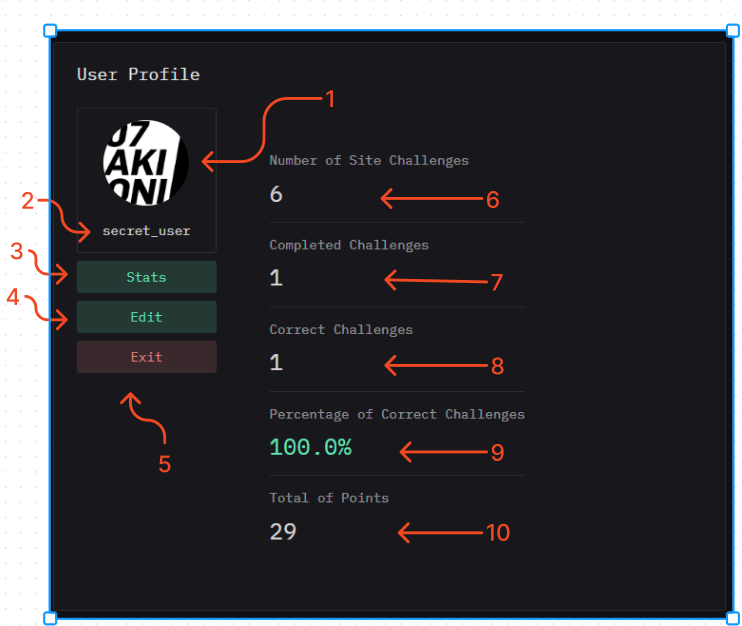 User Profile
1
J7
AKI
ONI
Number of Site Challenges
6
6
2
secret_user
3
Stats
Completed Challenges
1
7
4
Edit
Correct Challenges
1
8
Exit
5
Percentage of Correct Challenges
100.0%
9
Total of Points
29
10